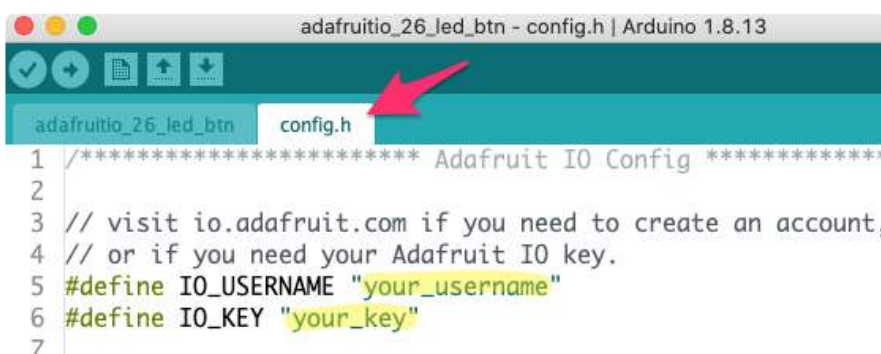 adafruitio_26_led_btn - config.h | Arduino 1.8.13
adafruitio_26_led_btn config.h
1 /************************ Adafruit IO Config *************
2
3 // visit io.adafruit.com if you need to create an account,
4 // or if you need your Adafruit IO key.
5 #define IO_USERNAME "your_username"
6 #define IO_KEY "your_key"
7